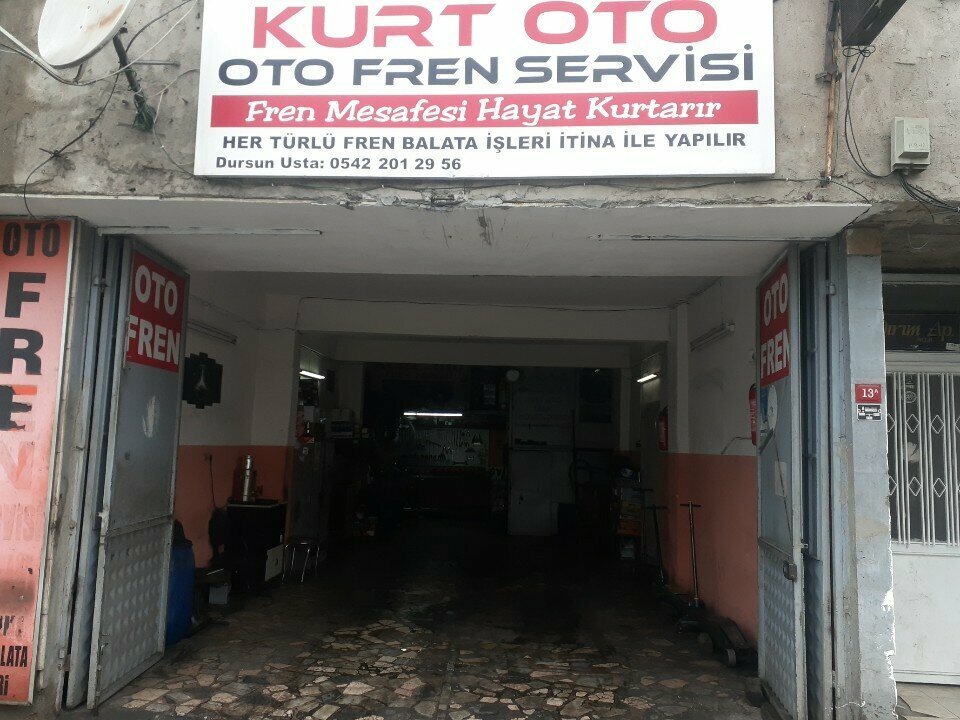 KURT OTO
OTO FREN SERVİSİ
Fren Mesafesi Hayat Kurtarır
HER TÜRLÜ FREN BALATA İŞLERİ İTİNA İLE YAPILIR
Dursun Usta: 0542 201 29 56
OTO
FREN
OTO
FREN
OTO
F
R
E
N
LATA
13A